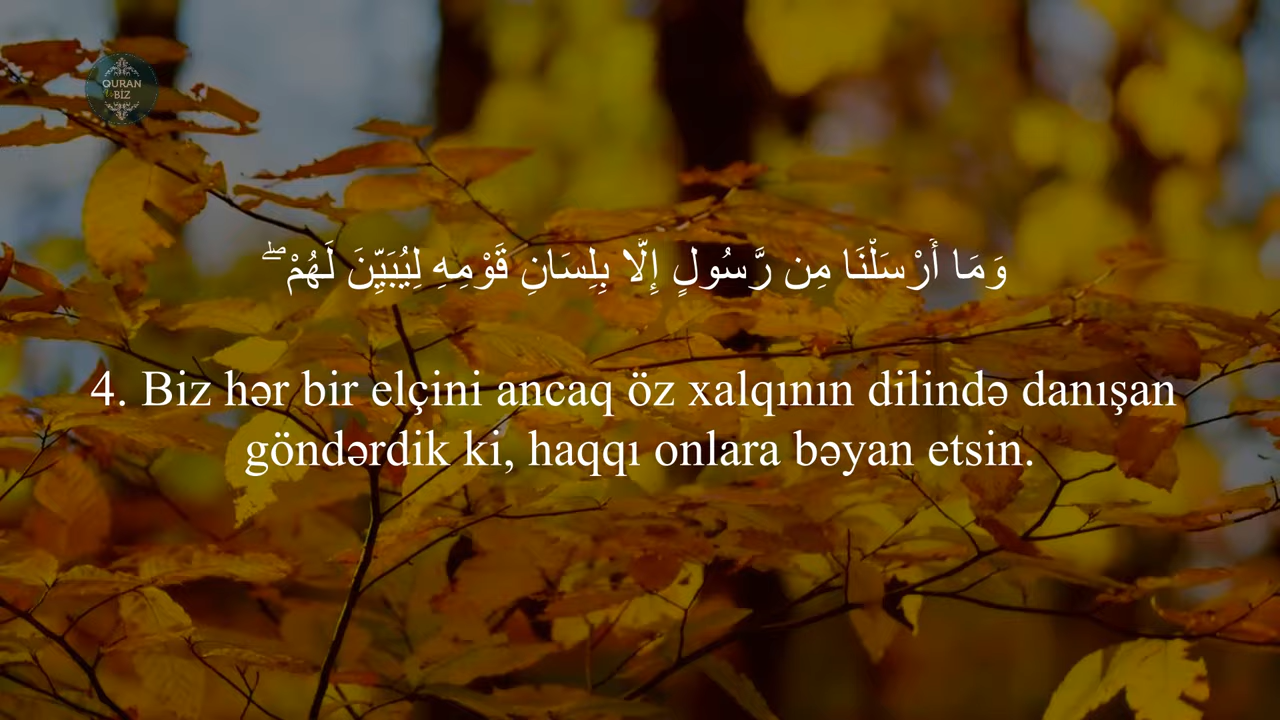 QURAN
BIZ
وَمَا أَرْسَلْنَا مِن رَّسُولٍ إِلَّا بِلِسَانِ قَوْمِهِ لِيُبَيِّنَ لَهُمْ ۖ
4. Biz hər bir elçini ancaq öz xalqının dilində danışan
göndərdik ki, haqqı onlara bəyan etsin.